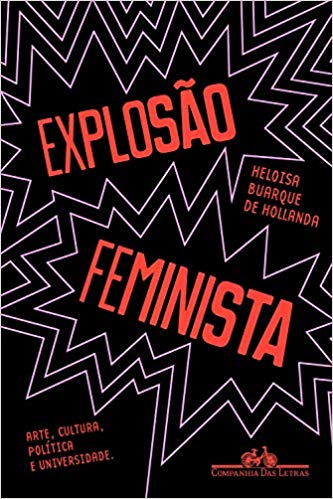 EXPLOSÃO
HELOISA
BUARQUE
DE HOLLANDA
FEMINISTA
ARTE, CULTURA,
POLÍTICA
E UNIVERSIDADE.
COMPANHIA DAS LETRAS